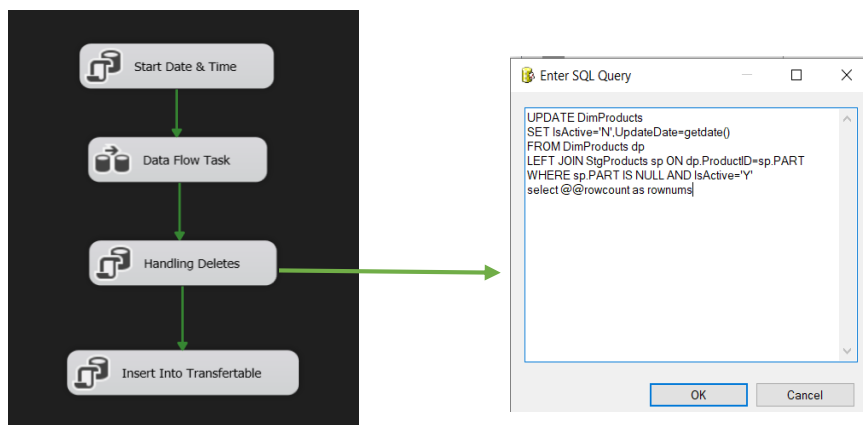 Start Date & Time
Data Flow Task
Handling Deletes
Insert Into Transfertable
Enter SQL Query
UPDATE DimProducts
SET IsActive='N',UpdateDate=getdate()
FROM DimProducts dp
LEFT JOIN StgProducts sp ON dp.ProductID=sp.PART
WHERE sp.PART IS NULL AND IsActive='Y'
select @@rowcount as rownums
OK
Cancel